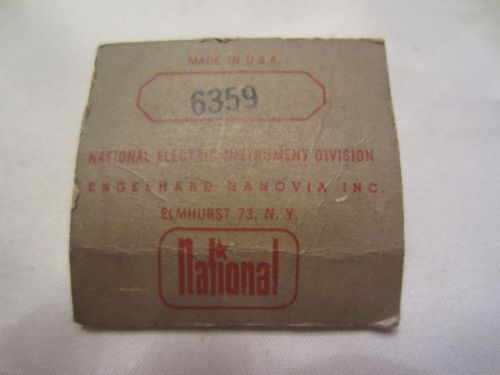 MADE IN U.S.A.
6359
NATIONAL ELECTRIC INSTRUMENT DIVISION
ENGELHARD HANOVIA INC.
ELMHURST 73, N.Y.
National